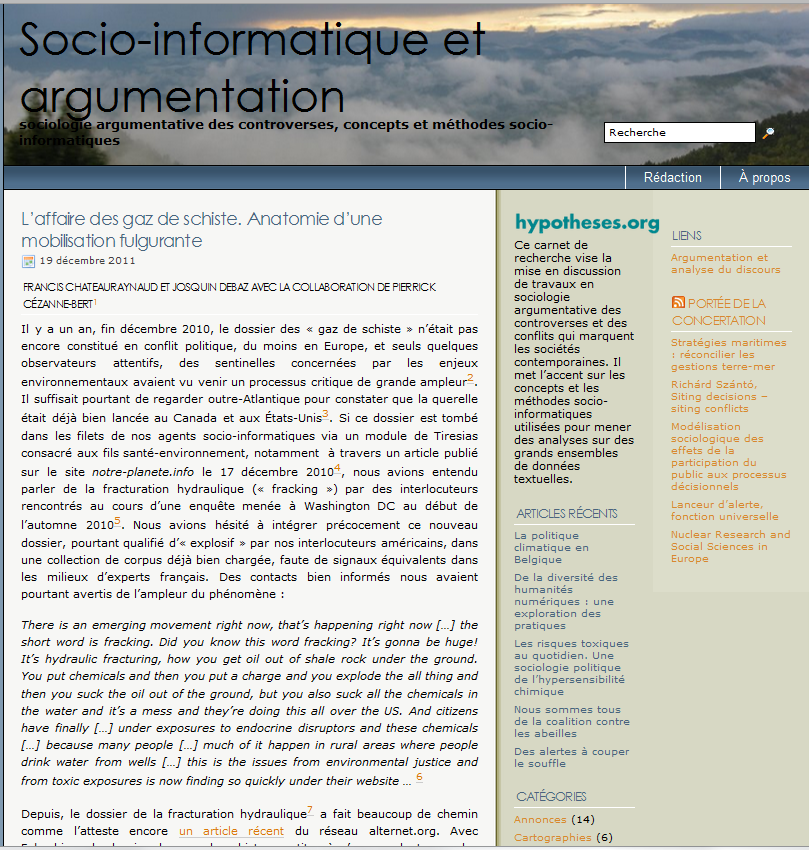 Socio-informatique et
argumentation
sociologie argumentative des controverses, concepts et méthodes socio-
informatiques
Recherche
Rédaction
À propos
L'affaire des gaz de schiste. Anatomie d'une
mobilisation fulgurante
19 décembre 2011
FRANCIS CHATEAURAYNAUD ET JOSQUIN DEBAZ AVEC LA COLLABORATION DE PIERRICK
CÉZANNE-BERT1
Il y a un an, fin décembre 2010, le dossier des « gaz de schiste » n'était pas
encore constitué en conflit politique, du moins en Europe, et seuls quelques
observateurs attentifs, des sentinelles concernées par les enjeux
environnementaux avaient vu venir un processus critique de grande ampleur2.
Il suffisait pourtant de regarder outre-Atlantique pour constater que la querelle
était déjà bien lancée au Canada et aux États-Unis3. Si ce dossier est tombé
dans les filets de nos agents socio-informatiques via un module de Tiresias
consacré aux fils santé-environnement, notamment à travers un article publié
sur le site notre-planete.info le 17 décembre 20104, nous avions entendu
parler de la fracturation hydraulique (« fracking ») par des interlocuteurs
rencontrés au cours d'une enquête menée à Washington DC au début de
l'automne 20105. Nous avions hésité à intégrer précocement ce nouveau
dossier, pourtant qualifié d'« explosif » par nos interlocuteurs américains, dans
une collection de corpus déjà bien chargée, faute de signaux équivalents dans
les milieux d'experts français. Des contacts bien informés nous avaient
pourtant avertis de l'ampleur du phénomène :
There is an emerging movement right now, that's happening right now […] the
short word is fracking. Did you know this word fracking? It's gonna be huge!
It's hydraulic fracturing, how you get oil out of shale rock under the ground.
You put chemicals and then you put a charge and you explode the all thing and
then you suck the oil out of the ground, but you also suck all the chemicals in
the water and it's a mess and they're doing this all over the US. And citizens
have finally […] under exposures to endocrine disruptors and these chemicals
[…] because many people […] much of it happen in rural areas where people
drink water from wells […] this is the issues from environmental justice and
from toxic exposures is now finding so quickly under their website … 6
Depuis, le dossier de la fracturation hydraulique7 a fait beaucoup de chemin
comme l'atteste encore un article récent du réseau alternet.org. Avec
hypotheses.org
Ce carnet de
recherche vise la
mise en discussion
de travaux en
sociologie
argumentative des
controverses et des
conflits qui marquent
les sociétés
contemporaines. Il
met l'accent sur les
concepts et les
méthodes socio-
informatiques
utilisées pour mener
des analyses sur des
grands ensembles
de données
textuelles.
ARTICLES RÉCENTS
La politique
climatique en
Belgique
De la diversité des
humanités
numériques : une
exploration des
pratiques
Les risques toxiques
au quotidien. Une
sociologie politique
de l'hypersensibilité
chimique
Nous sommes tous
de la coalition contre
les abeilles
Des alertes à couper
le souffle
CATÉGORIES
Annonces (14)
Cartographies (6)
LIENS
Argumentation et
analyse du discours
PORTÉE DE LA
CONCERTATION
Stratégies maritimes
: réconcilier les
gestions terre-mer
Richárd Szántó,
Siting decisions –
siting conflicts
Modélisation
sociologique des
effets de la
participation du
public aux processus
décisionnels
Lanceur d'alerte,
fonction universelle
Nuclear Research and
Social Sciences in
Europe